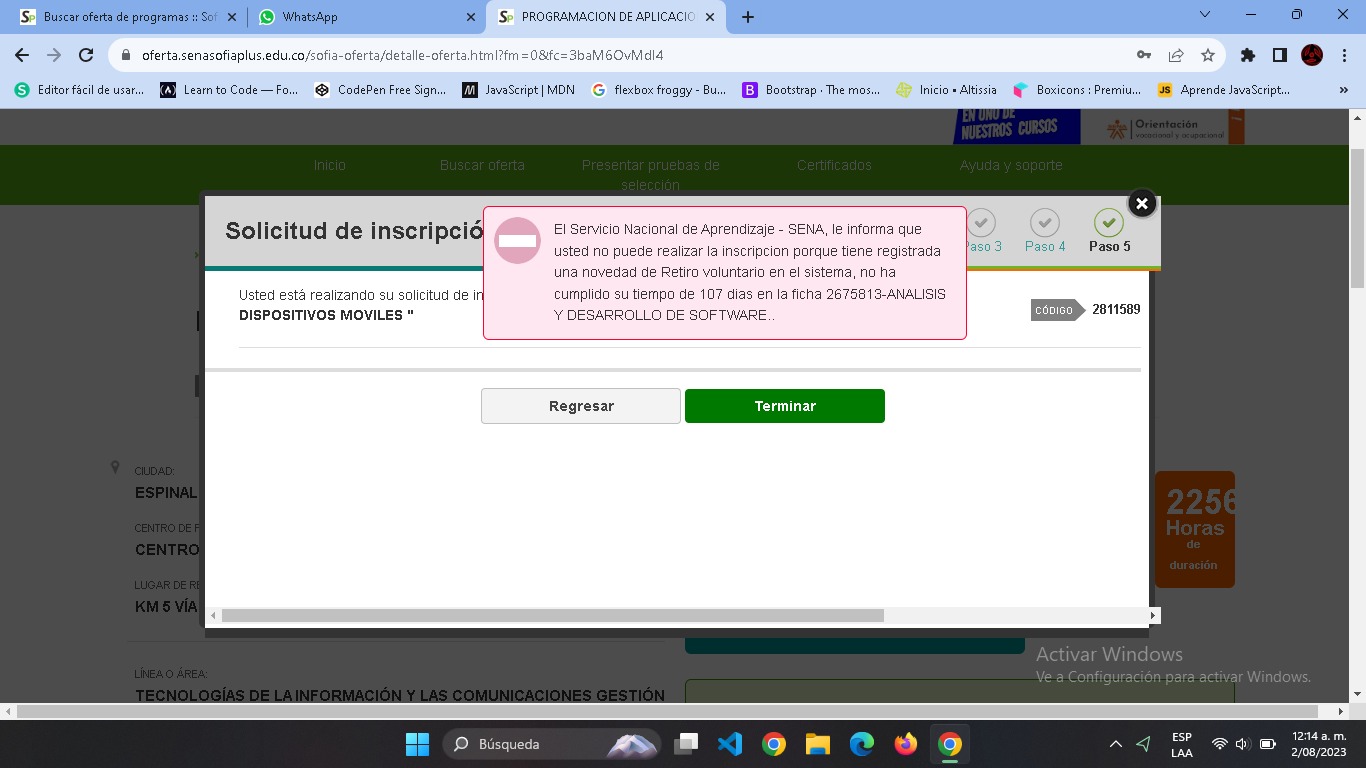 Buscar oferta de programas :: Sof
WhatsApp
PROGRAMACION DE APLICACIO
oferta.senasofiaplus.edu.co/sofia-oferta/detalle-oferta.html?fm=0&fc=3baM6OvMdI4
Editor fácil de usar...
Learn to Code — Fo...
CodePen Free Sign...
JavaScript | MDN
flexbox froggy - Bu...
Bootstrap · The mos...
Inicio • Altissia
Boxicons : Premiu...
Aprende JavaScript...
EN UNO DE
NUESTROS CURSOS
Orientación
vocacional y ocupacional
Inicio
Buscar oferta
Presentar pruebas de
selección
Certificados
Ayuda y soporte
Solicitud de inscripció
Paso 3
Paso 4
Paso 5
El Servicio Nacional de Aprendizaje - SENA, le informa que
usted no puede realizar la inscripcion porque tiene registrada
una novedad de Retiro voluntario en el sistema, no ha
cumplido su tiempo de 107 dias en la ficha 2675813-ANALISIS
Y DESARROLLO DE SOFTWARE..
Usted está realizando su solicitud de in
DISPOSITIVOS MOVILES "
CÓDIGO 2811589
Regresar
Terminar
CIUDAD:
ESPINAL
CENTRO DE F
CENTRO
LUGAR DE RE
KM 5 VÍA
2256
Horas
de
duración
LÍNEA O ÁREA:
TECNOLOGÍAS DE LA INFORMACIÓN Y LAS COMUNICACIONES GESTIÓN
Activar Windows
Ve a Configuración para activar Windows.
Búsqueda
ESP
LAA
12:14 a. m.
2/08/2023